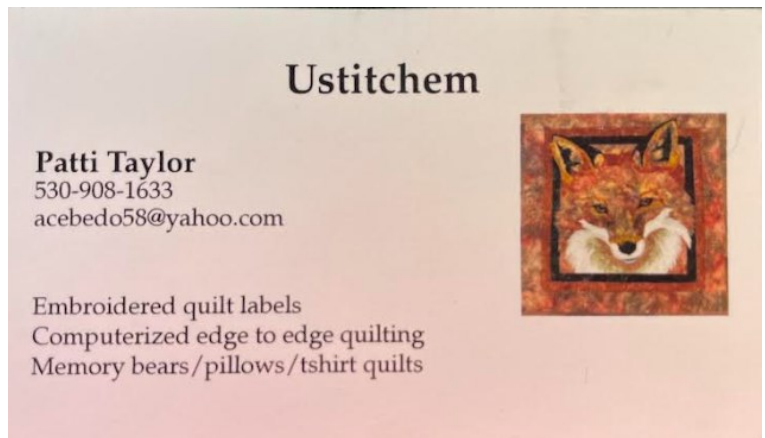 Ustitchem
Patti Taylor
530-908-1633
acebedo58@yahoo.com
Embroidered quilt labels
Computerized edge to edge quilting
Memory bears/pillows/tshirt quilts